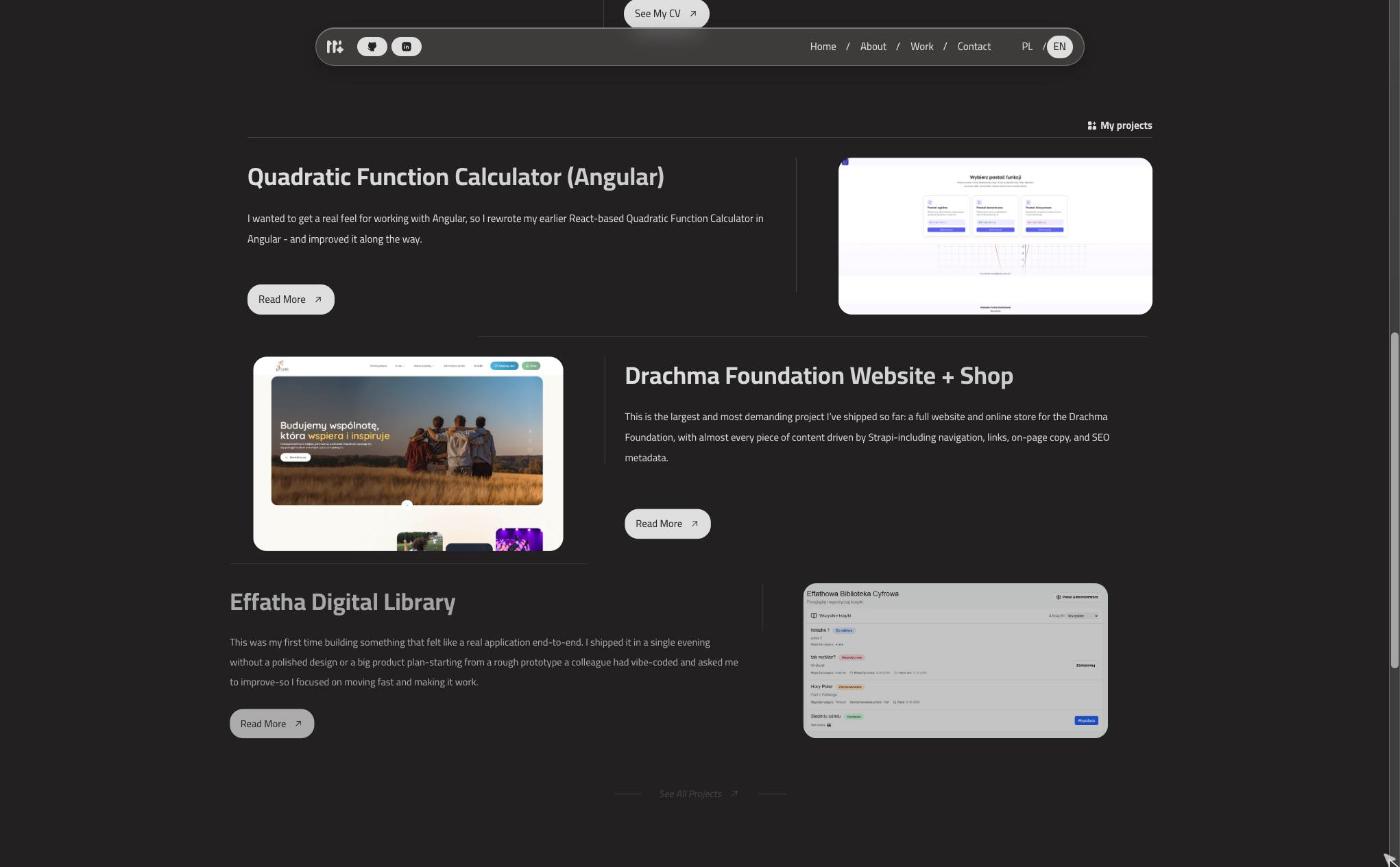 See My CV
in
Home / About / Work / Contact PL / EN
My projects
Quadratic Function Calculator (Angular)
I wanted to get a real feel for working with Angular, so I rewrote my earlier React-based Quadratic Function Calculator in
Angular - and improved it along the way.
Read More
Wybierz postać funkcji
Drachma Foundation Website + Shop
This is the largest and most demanding project I've shipped so far: a full website and online store for the Drachma
Foundation, with almost every piece of content driven by Strapi-including navigation, links, on-page copy, and SEO
metadata.
Read More
Budujemy wspólnotę,
która wspiera i inspiruje
Effatha Digital Library
This was my first time building something that felt like a real application end-to-end. I shipped it in a single evening
without a polished design or a big product plan-starting from a rough prototype a colleague had vibe-coded and asked me
to improve-so I focused on moving fast and making it work.
Read More
Effathowa Biblioteka Cyfrowa
See All Projects